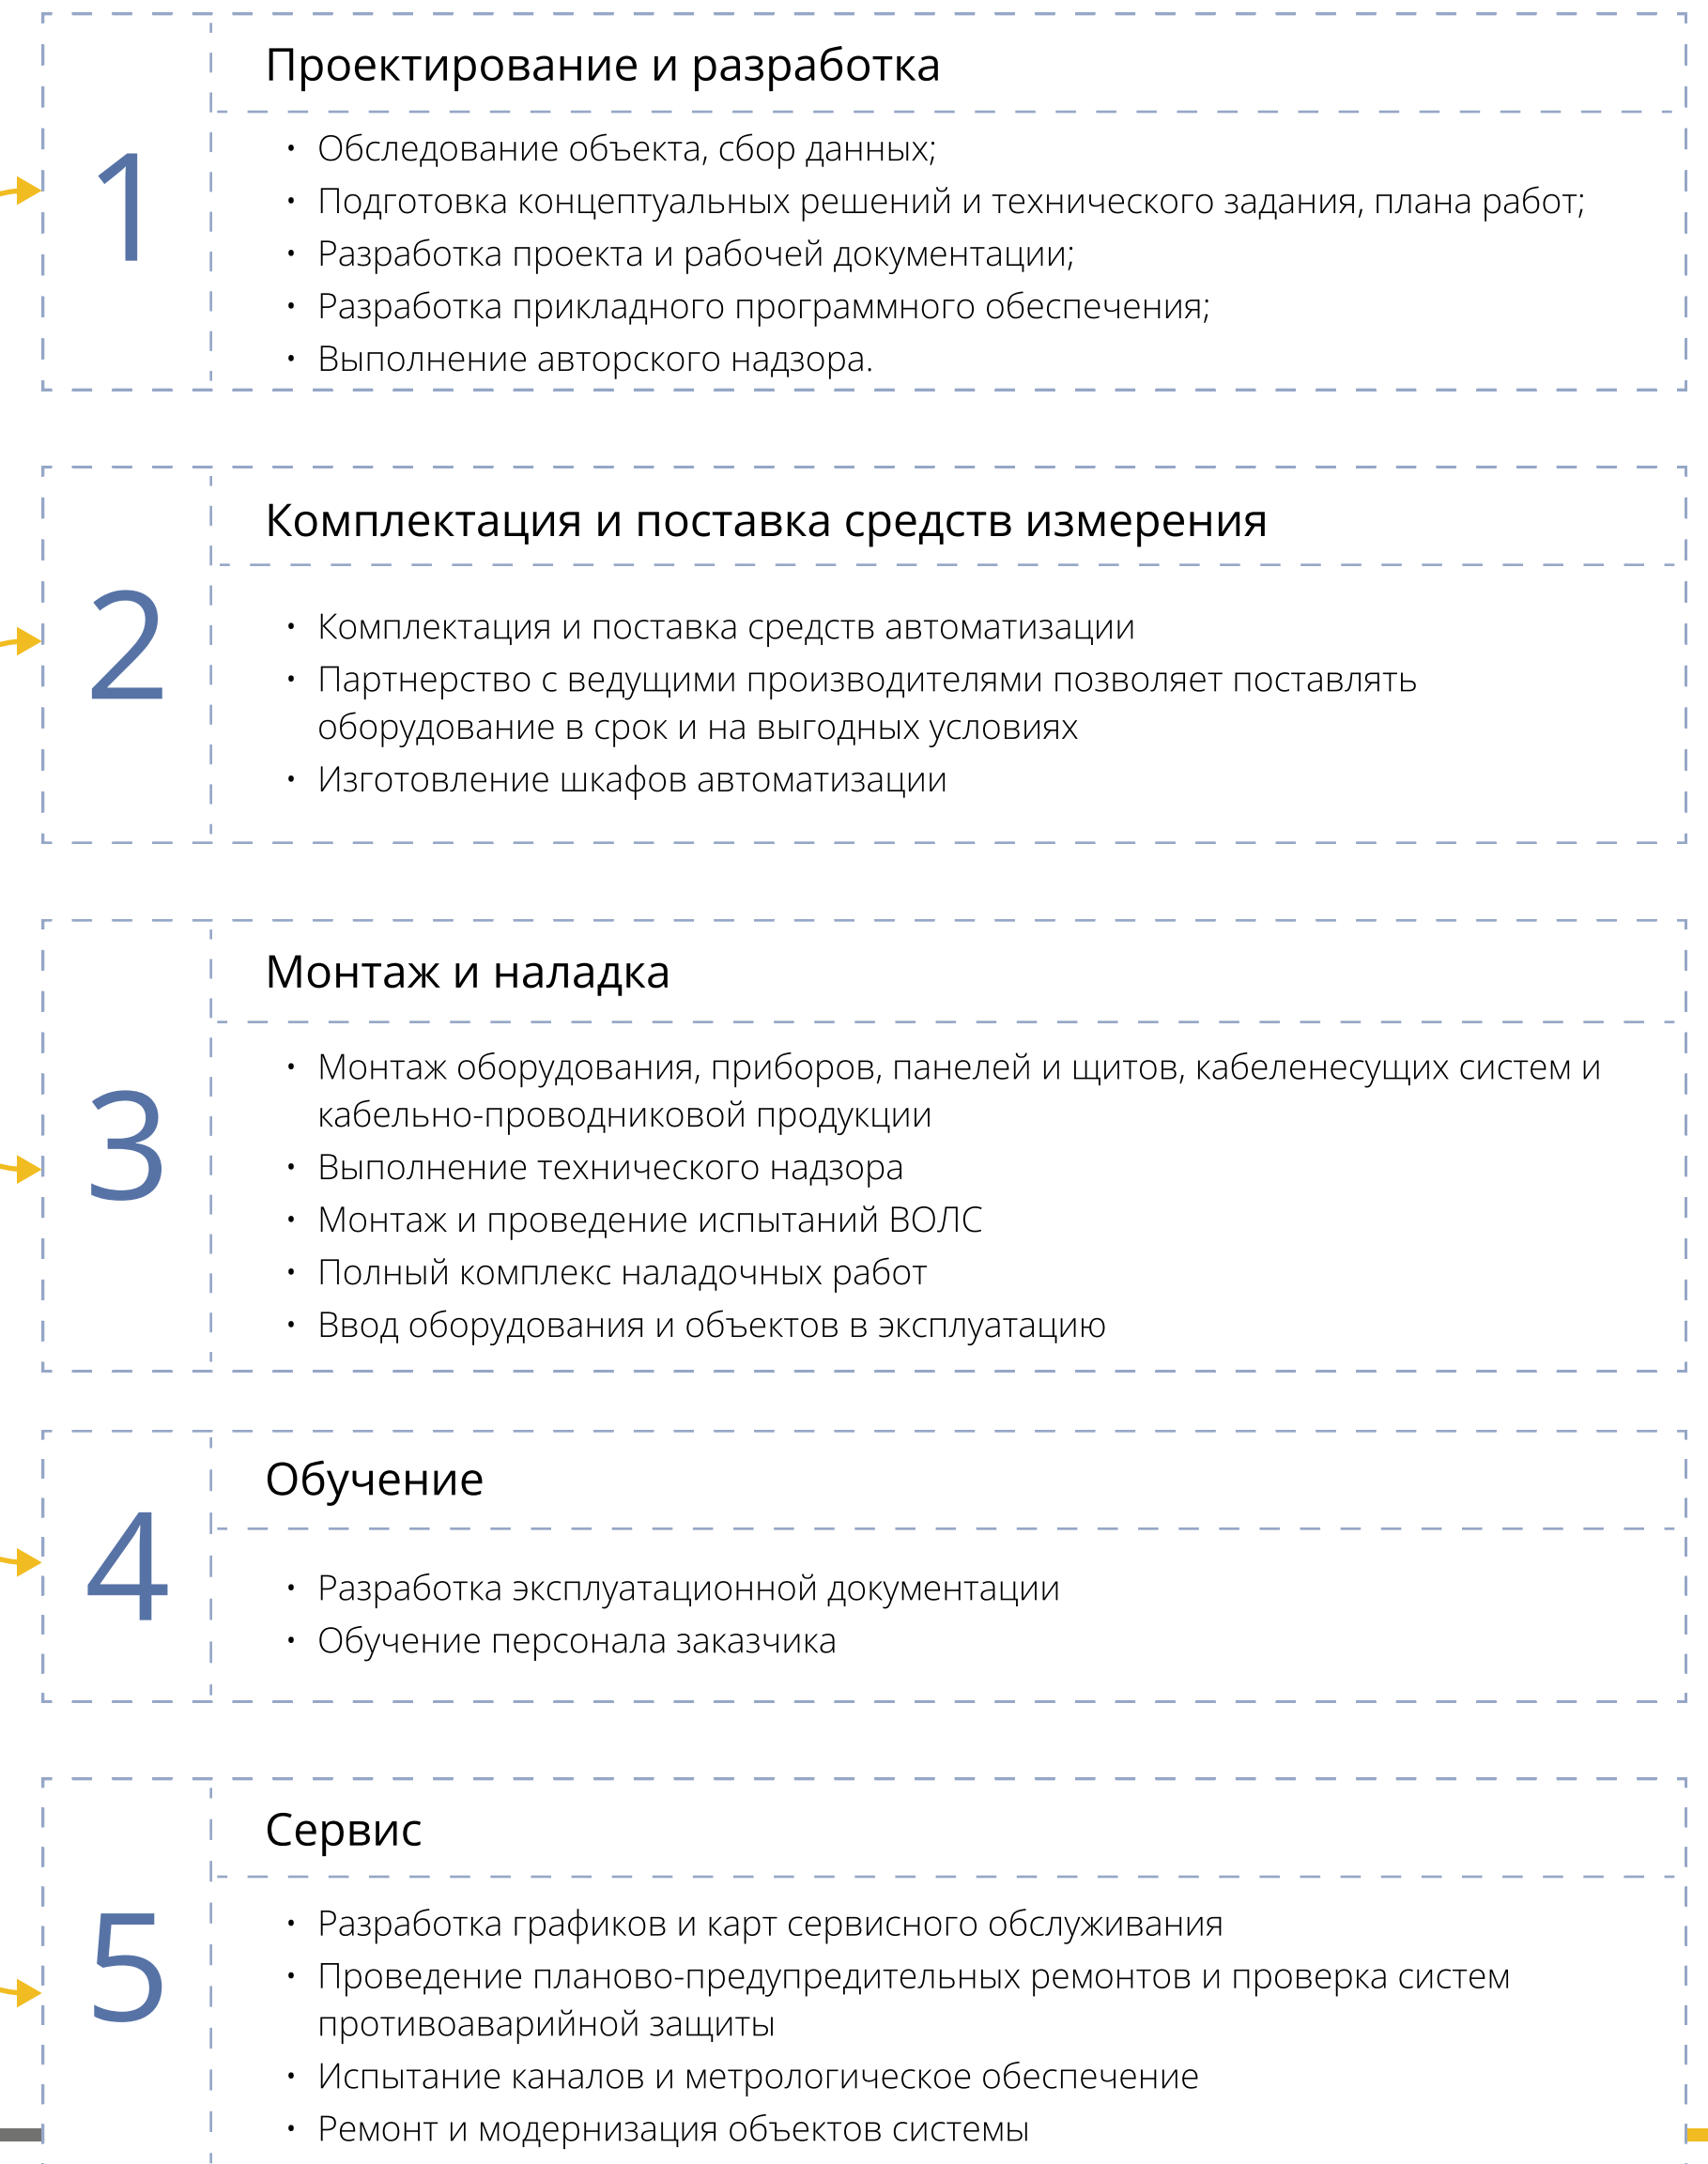 Проектирование и разработка
1
• Обследование объекта, сбор данных;
• Подготовка концептуальных решений и технического задания, плана работ;
• Разработка проекта и рабочей документации;
• Разработка прикладного программного обеспечения;
• Выполнение авторского надзора.
Комплектация и поставка средств измерения
2
• Комплектация и поставка средств автоматизации
• Партнерство с ведущими производителями позволяет поставлять
оборудование в срок и на выгодных условиях
• Изготовление шкафов автоматизации
Монтаж и наладка
3
• Монтаж оборудования, приборов, панелей и щитов, кабеленесущих систем и
кабельно-проводниковой продукции
• Выполнение технического надзора
• Монтаж и проведение испытаний ВОЛС
• Полный комплекс наладочных работ
• Ввод оборудования и объектов в эксплуатацию
Обучение
4
• Разработка эксплуатационной документации
• Обучение персонала заказчика
Сервис
5
• Разработка графиков и карт сервисного обслуживания
• Проведение планово-предупредительных ремонтов и проверка систем
противоаварийной защиты
• Испытание каналов и метрологическое обеспечение
• Ремонт и модернизация объектов системы